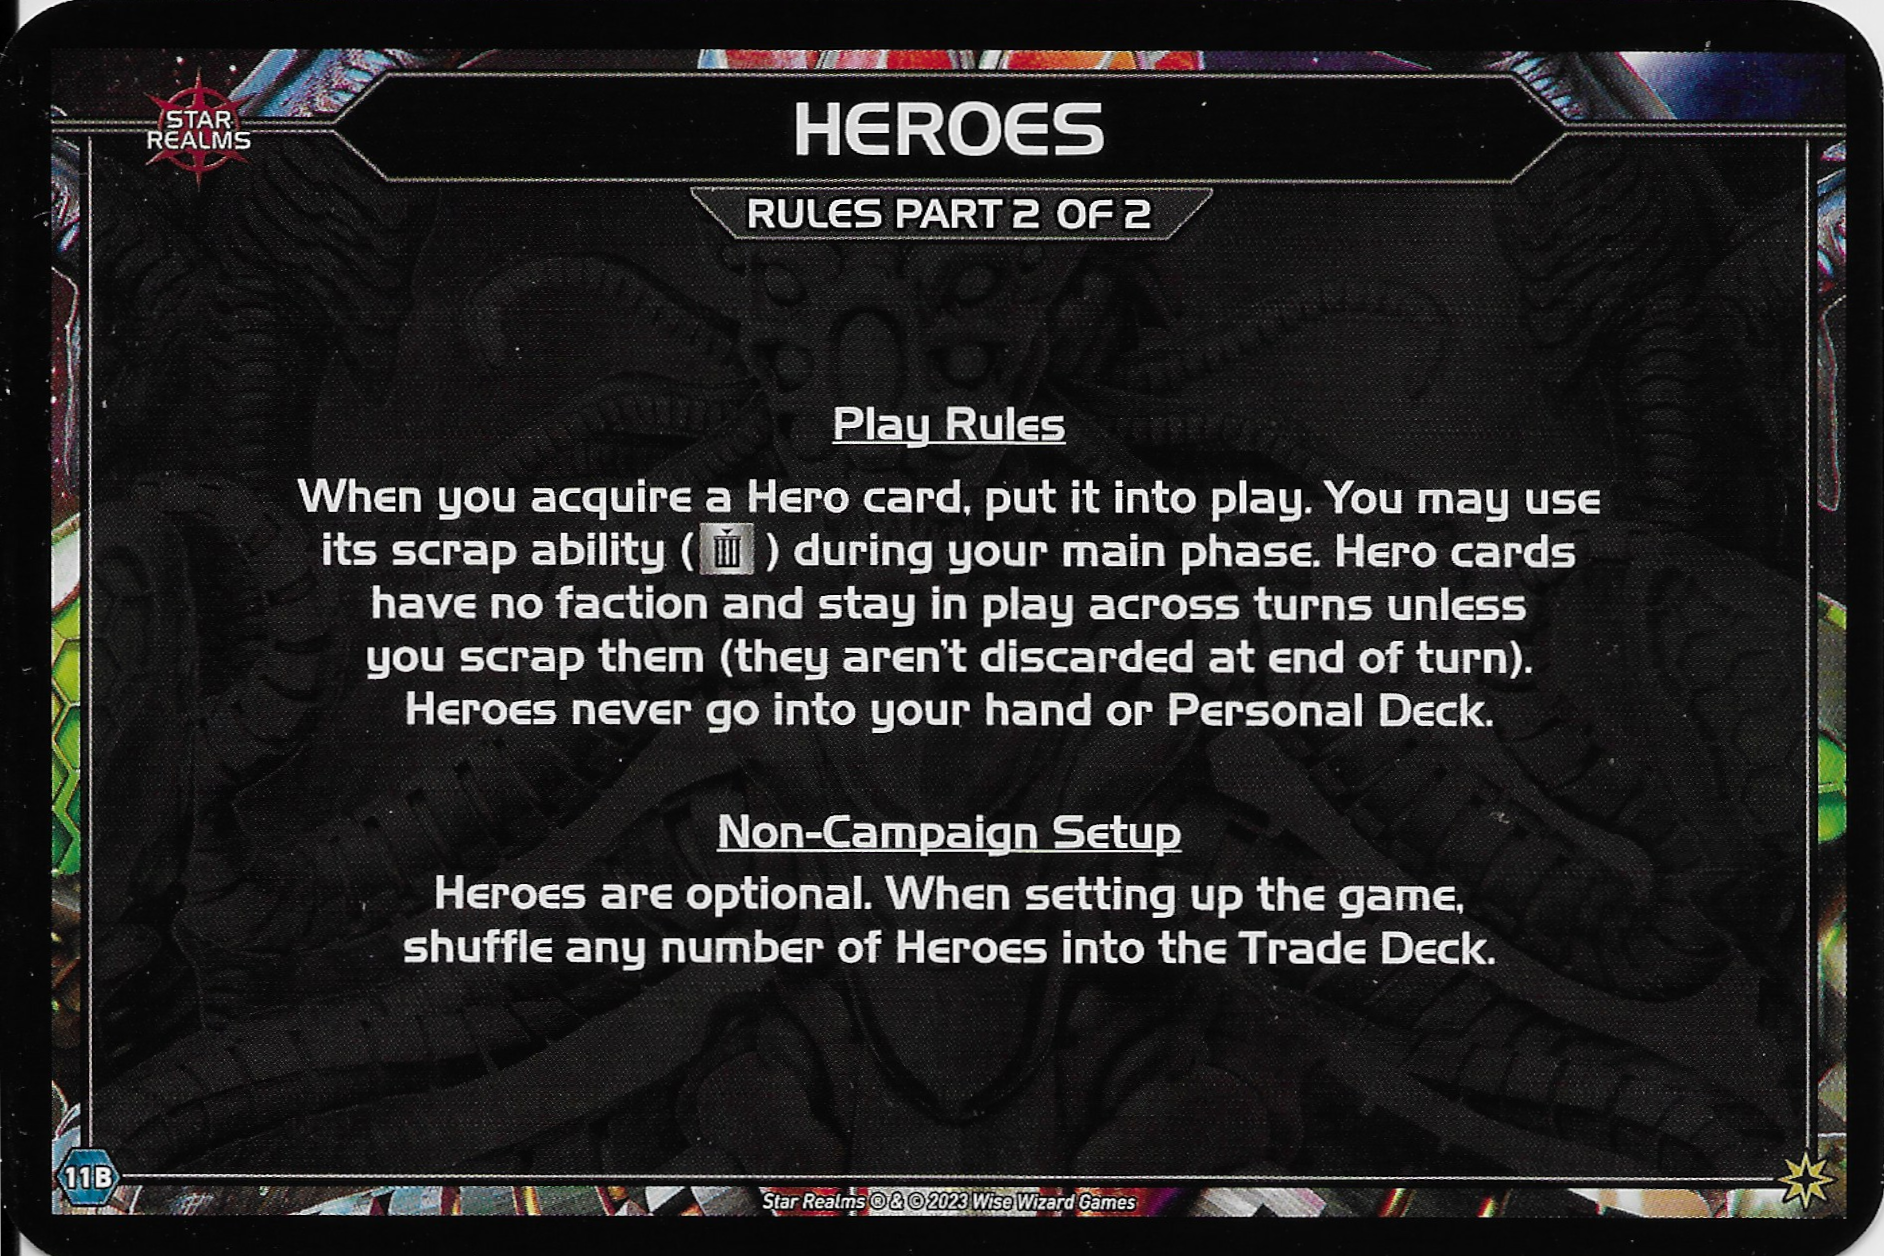 STAR
REALMS
HEROES
RULES PART 2 OF 2
Play Rules
When you acquire a Hero card, put it into play. You may use
its scrap ability ( ) during your main phase. Hero cards
have no faction and stay in play across turns unless
you scrap them (they aren't discarded at end of turn).
Heroes never go into your hand or Personal Deck.
Non-Campaign Setup
Heroes are optional. When setting up the game,
shuffle any number of Heroes into the Trade Deck.
11B
Star Realms ® & © 2023 Wise Wizard Games